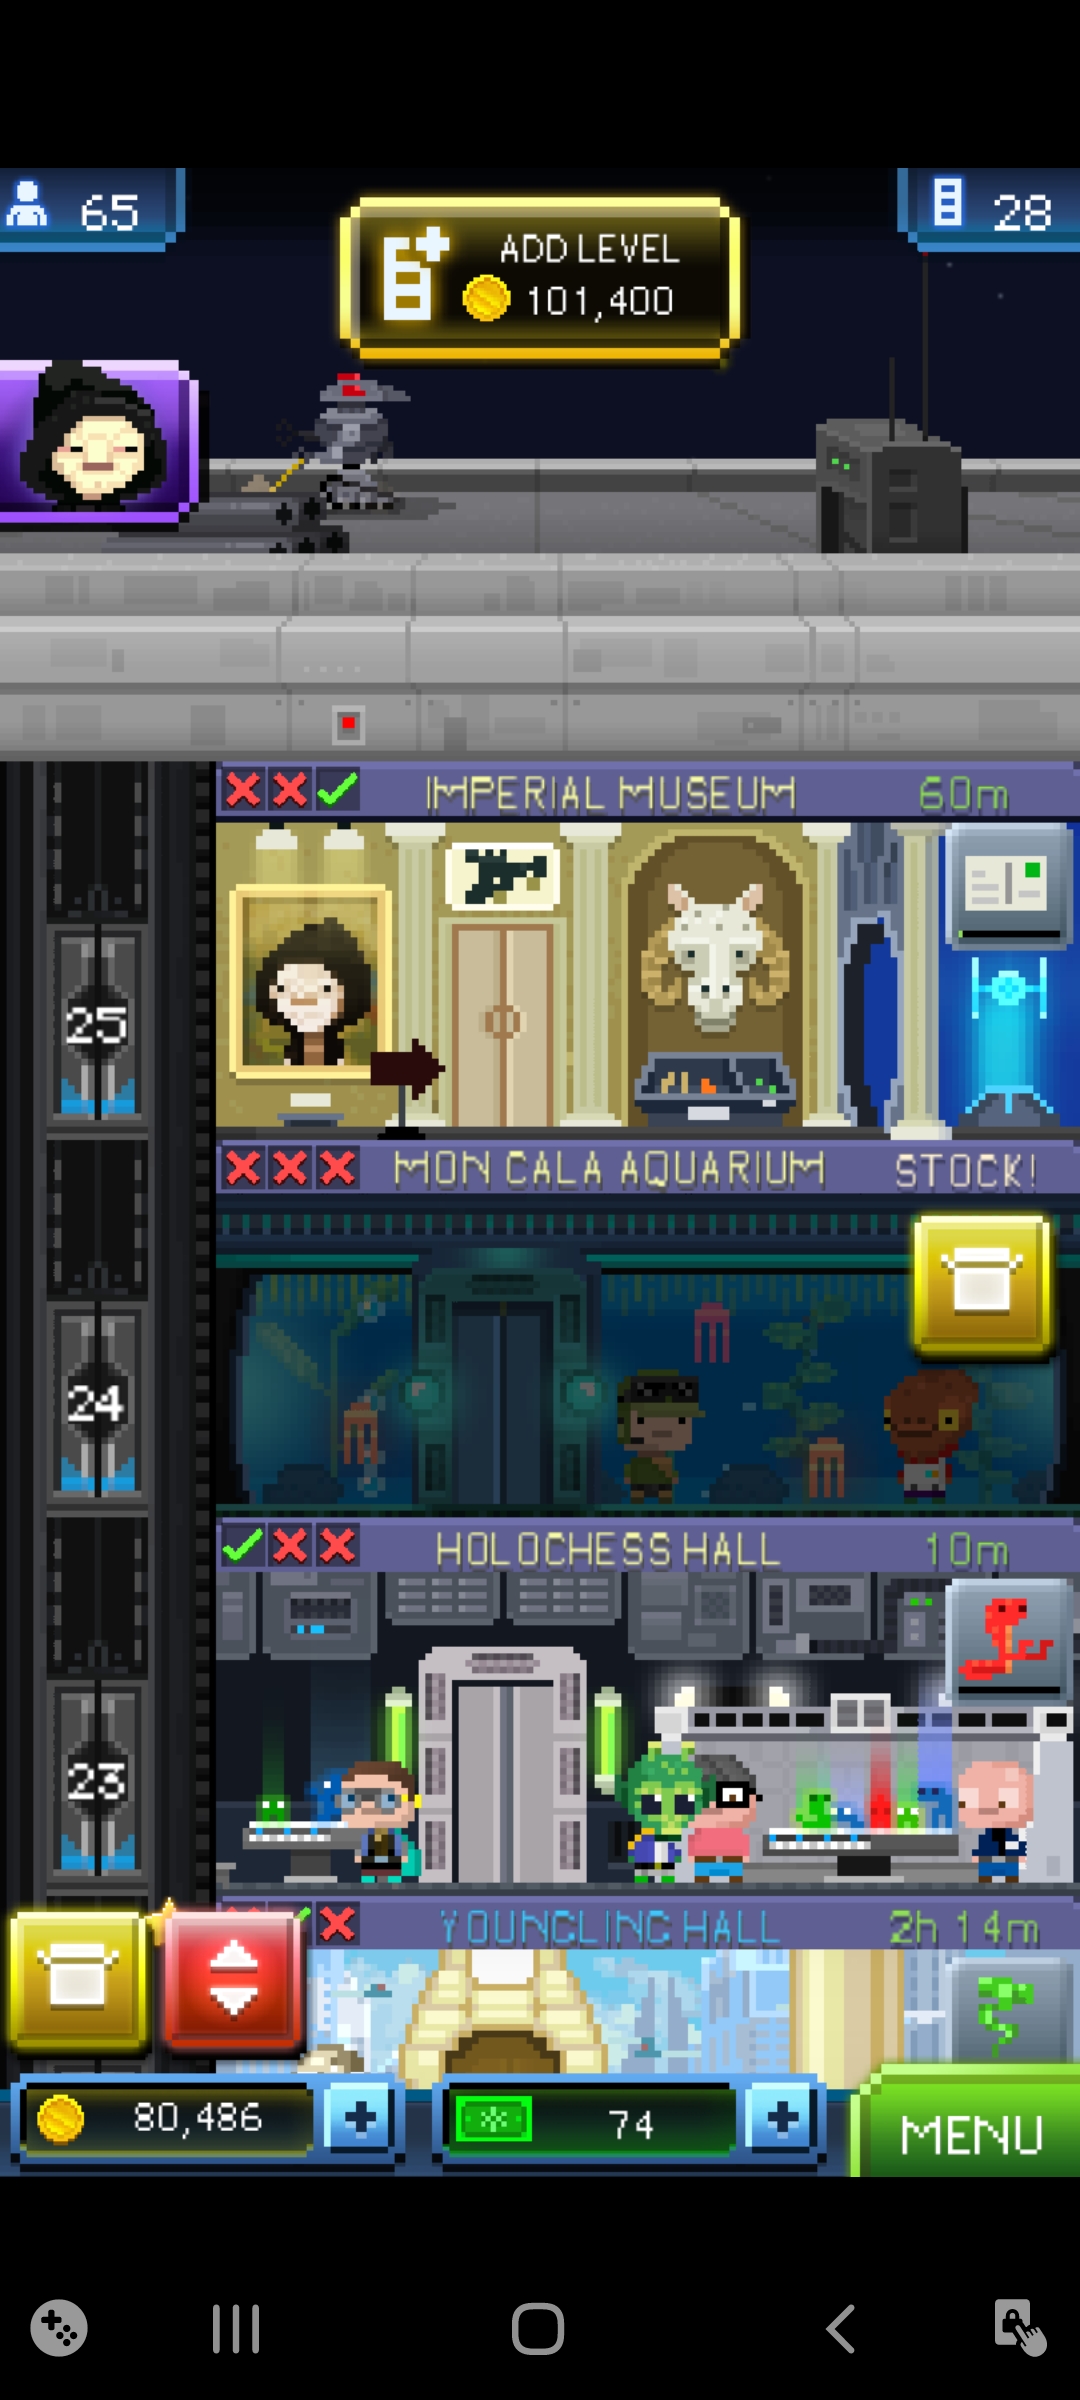 65
ADD LEVEL
101,400
28
IMPERIAL MUSEUM 60m
25
MON CALA AQUARIUM STOCK!
24
HOLOCHESS HALL 10m
23
YOUNGLING HALL 2h 14m
80,486
74
MENU